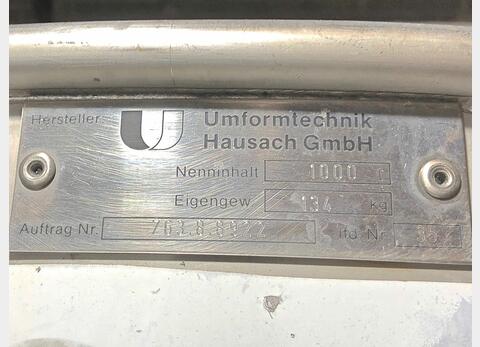 Hersteller Umformtechnik
Hausach GmbH
Nenninhalt 1000
Eigengew. 134 kg
Auftrag Nr. lfd Nr